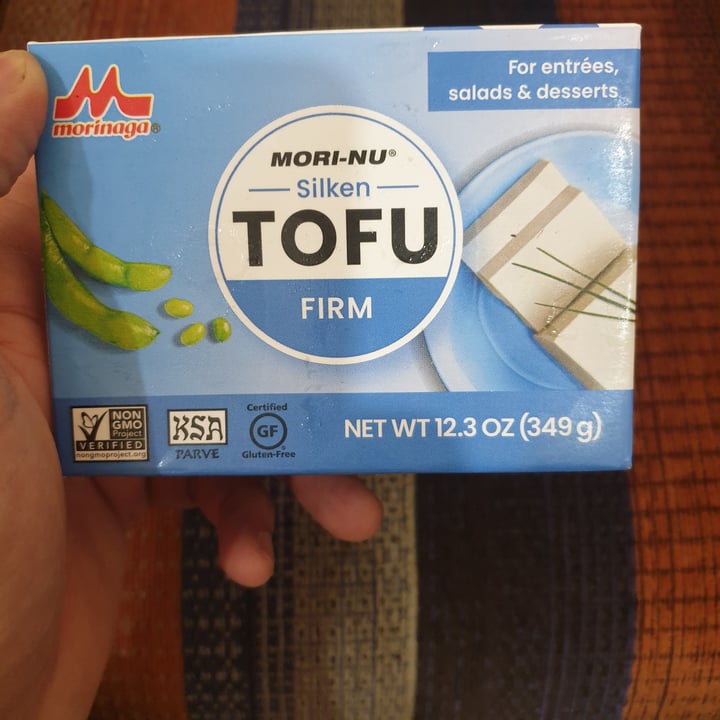 morinaga®
For entrées,
salads & desserts
MORI-NU®
Silken
TOFU
FIRM
NON
GMO
Project
VERIFIED
nongmoproject.org
KSA
PARVE
Certified
GF
Gluten-Free
NET WT 12.3 OZ (349 g)